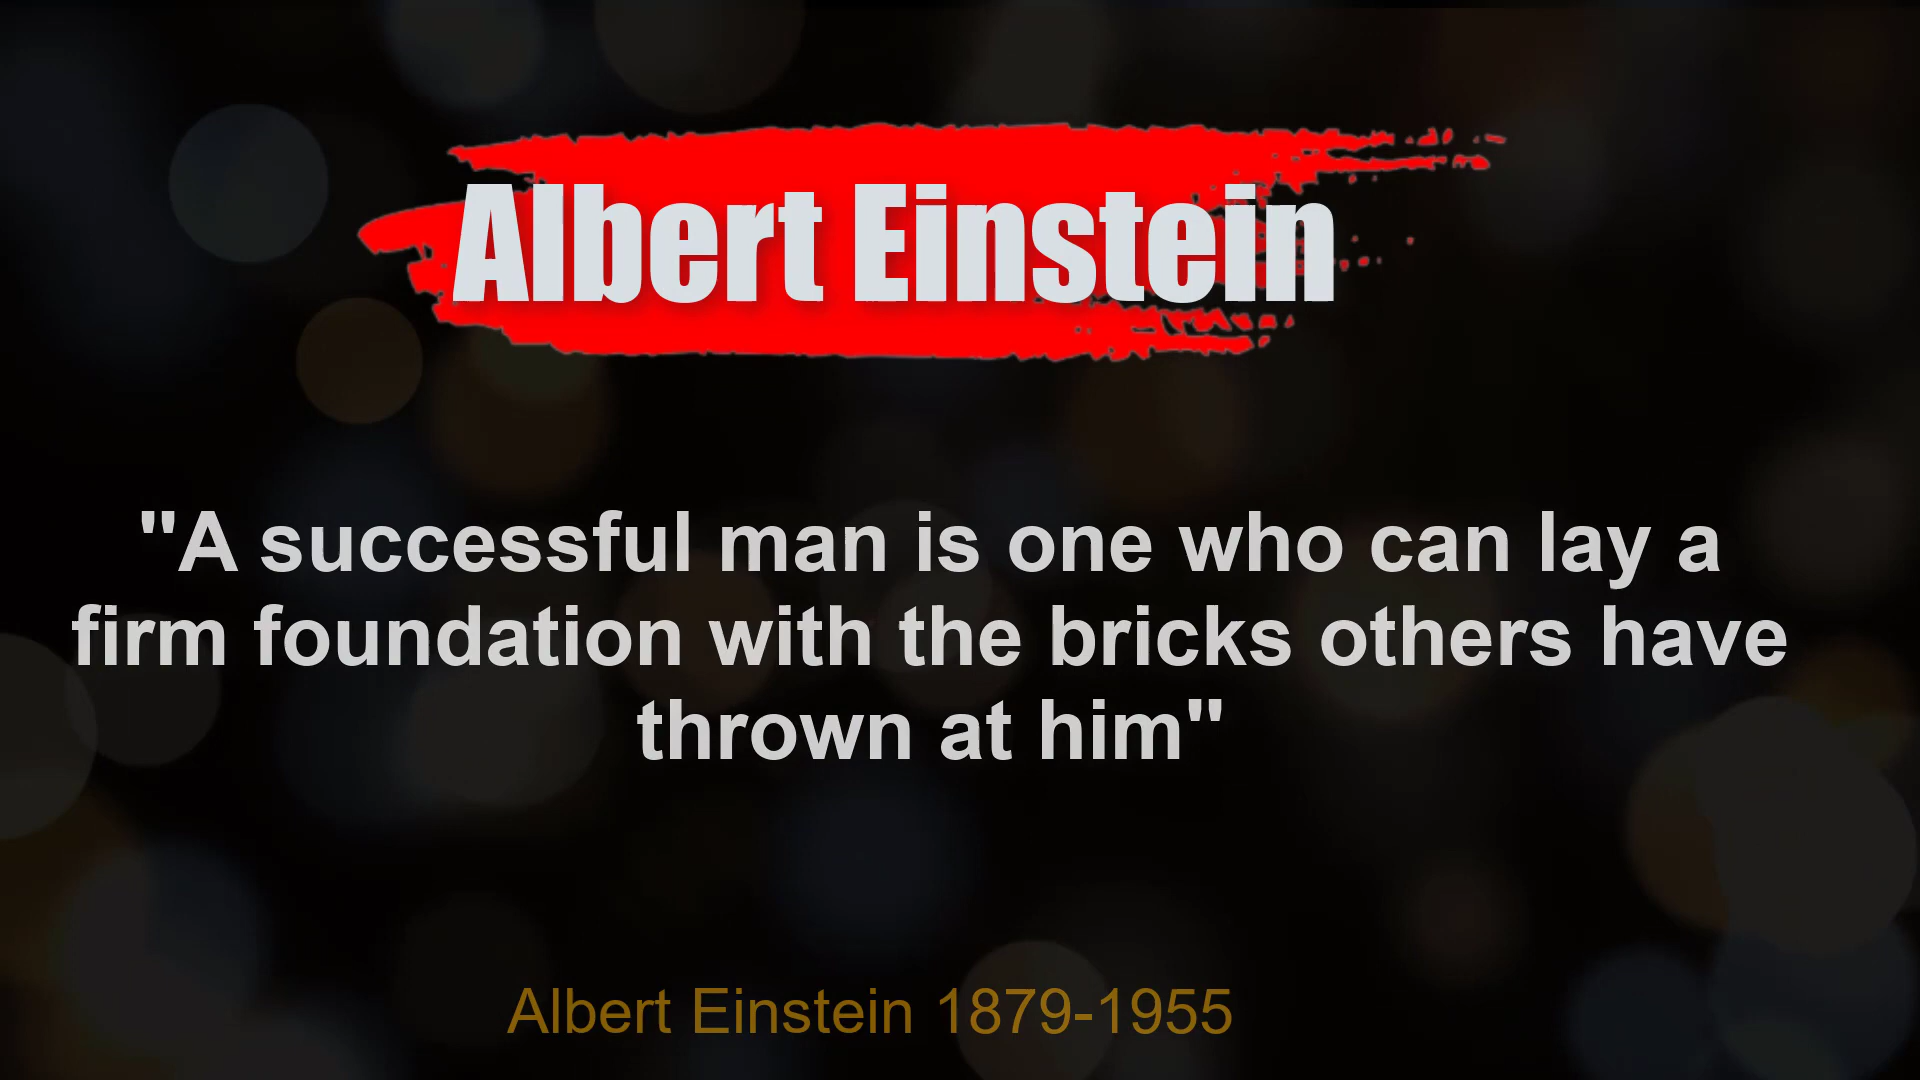 Albert Einstein
"A successful man is one who can lay a
firm foundation with the bricks others have
thrown at him"
Albert Einstein 1879-1955